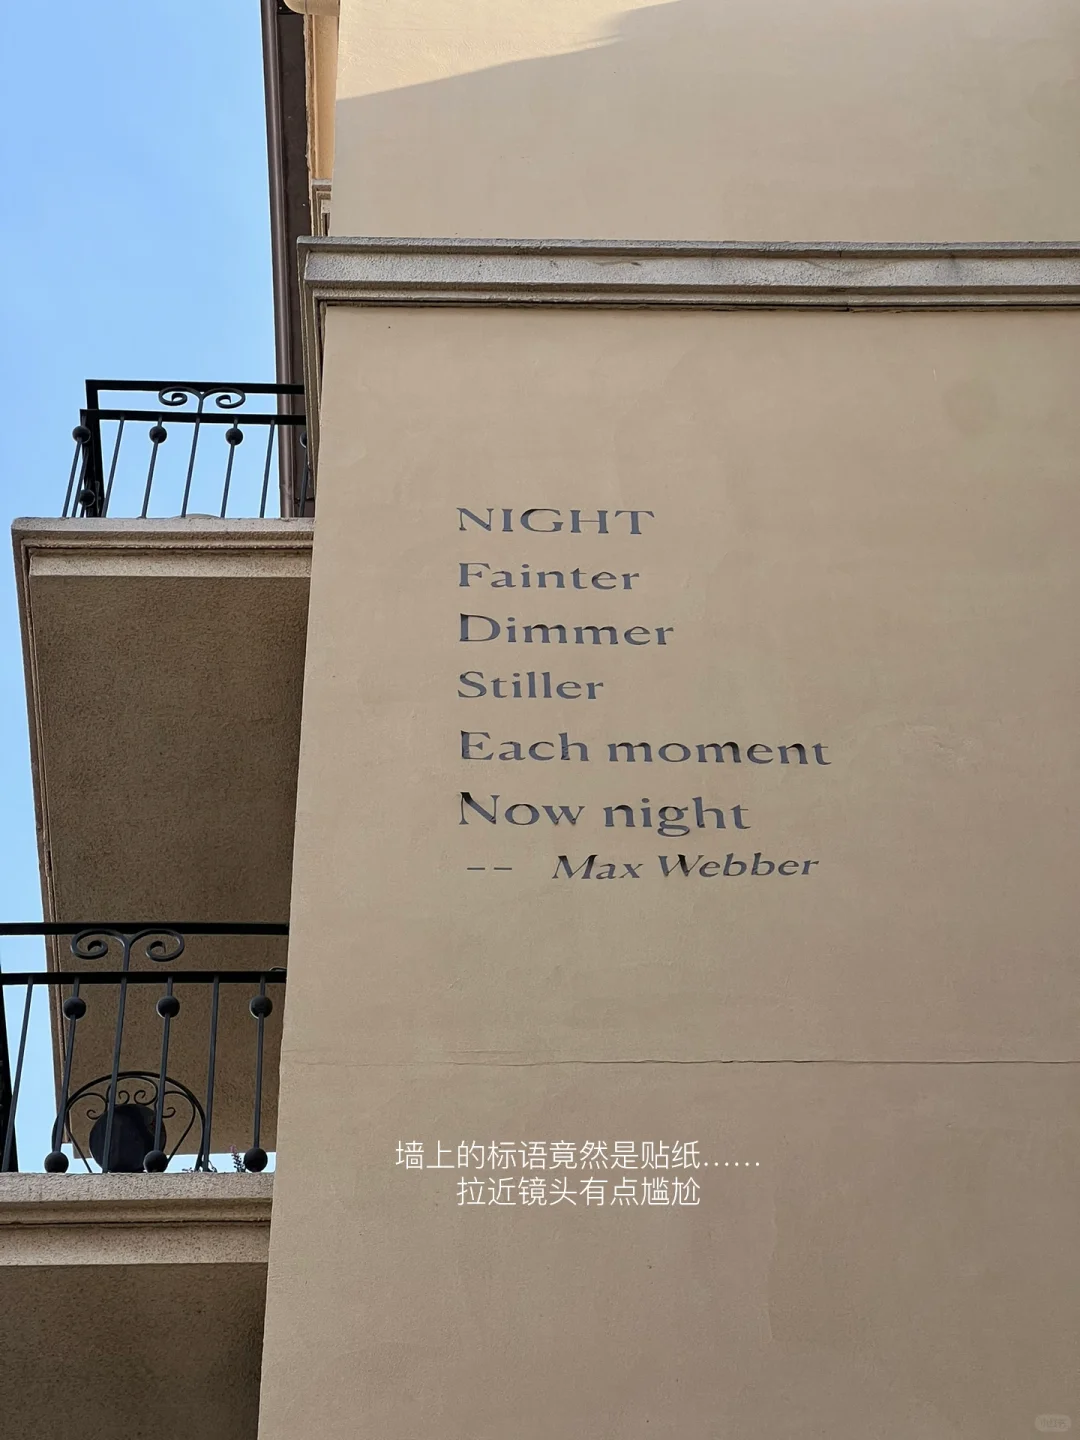 NIGHT
Fainter
Dimmer
Stiller
Each moment
Now night
-- Max Webber
墙上的标语竟然是贴纸……
拉近镜头有点尴尬